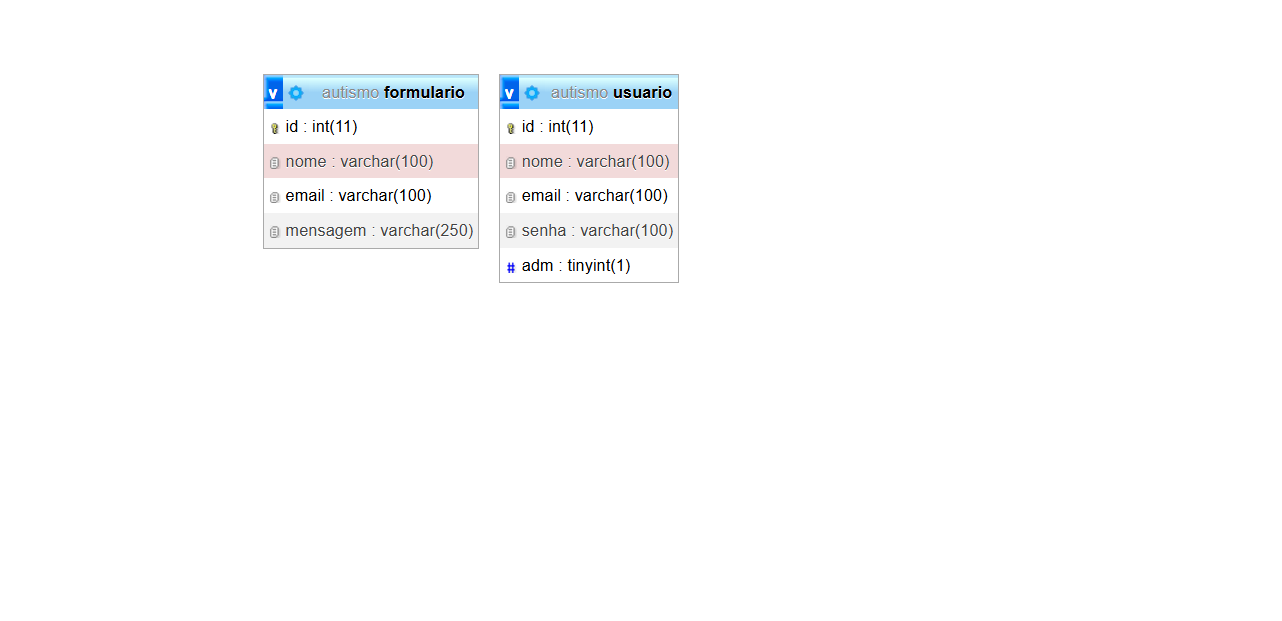 v autismo formulario
id : int(11)
nome : varchar(100)
email : varchar(100)
mensagem : varchar(250)
v autismo usuario
id : int(11)
nome : varchar(100)
email : varchar(100)
senha : varchar(100)
# adm : tinyint(1)